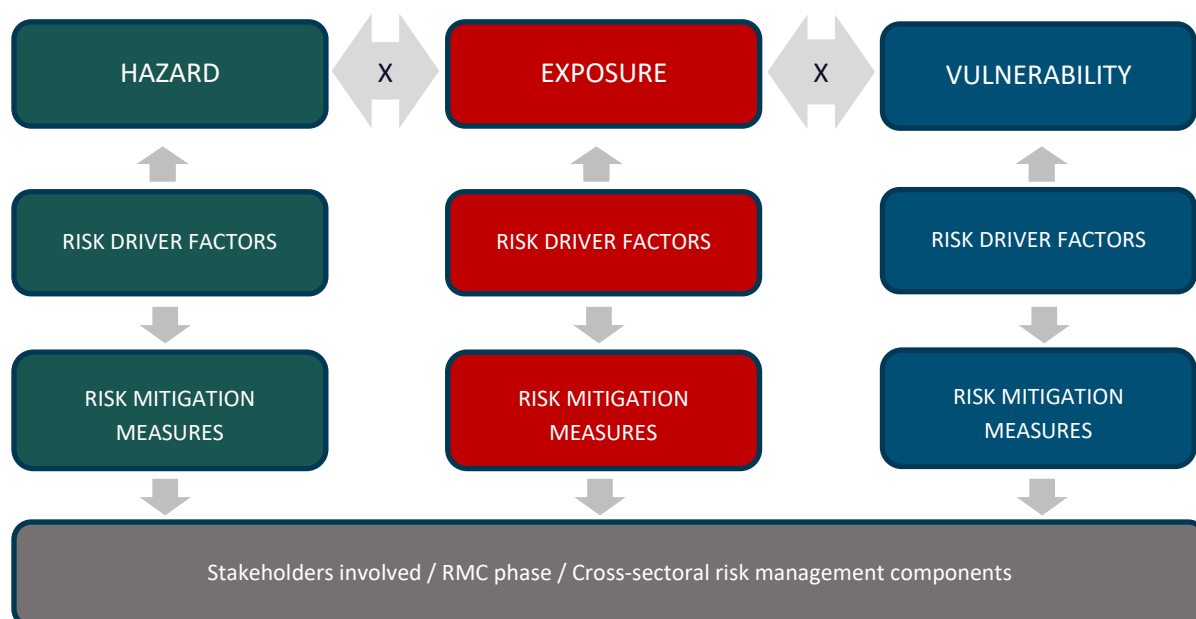 HAZARD
X
EXPOSURE
X
VULNERABILITY
RISK DRIVER FACTORS
RISK DRIVER FACTORS
RISK DRIVER FACTORS
RISK MITIGATION
MEASURES
RISK MITIGATION
MEASURES
RISK MITIGATION
MEASURES
Stakeholders involved / RMC phase / Cross-sectoral risk management components